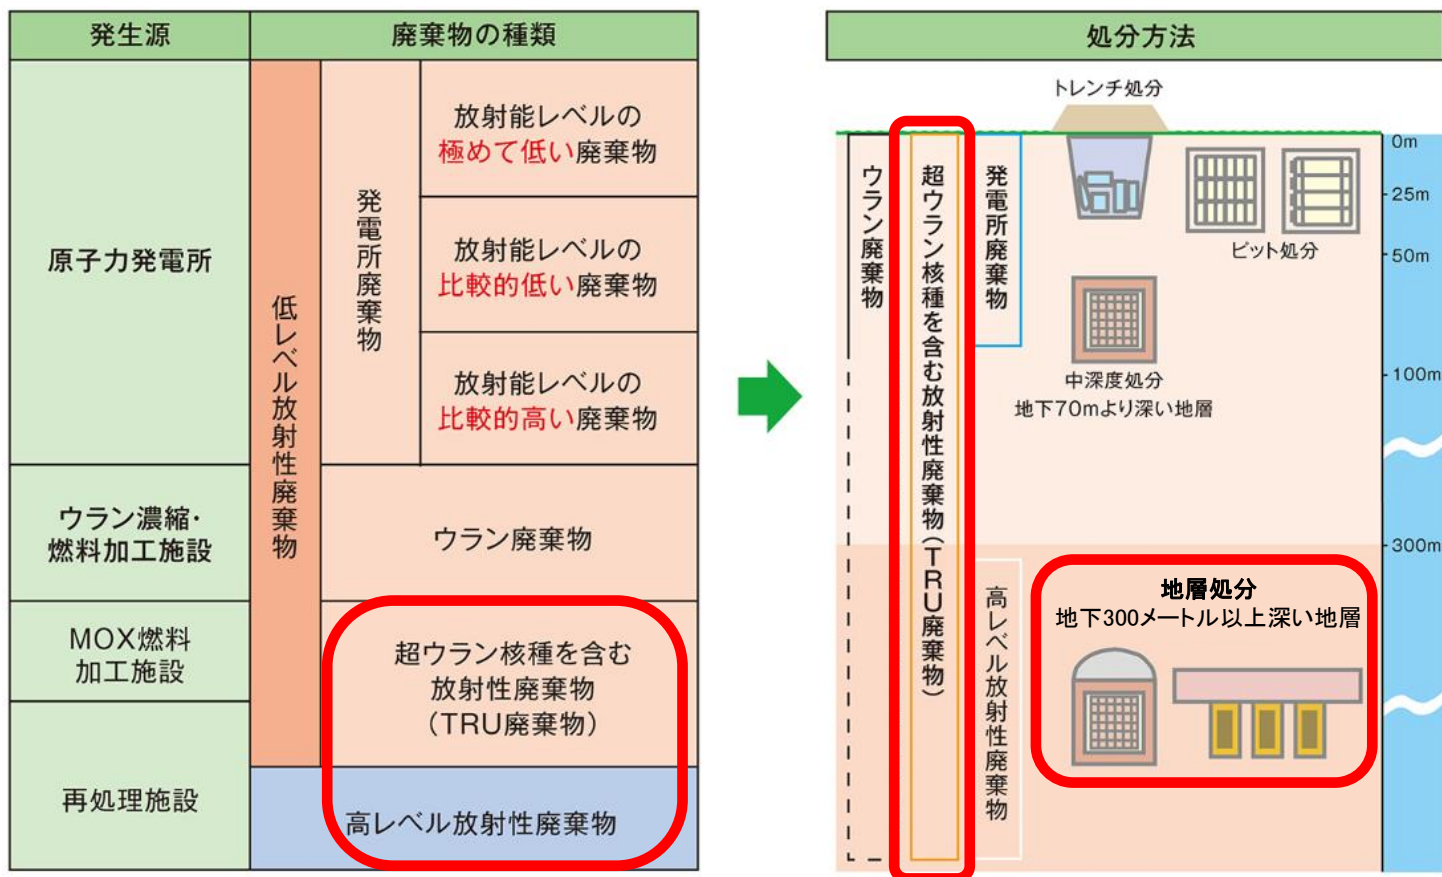 発生源
廃棄物の種類
原子力発電所
低レベル放射性廃棄物
発電所廃棄物
放射能レベルの
極めて低い廃棄物
放射能レベルの
比較的低い廃棄物
放射能レベルの
比較的高い廃棄物
ウラン濃縮・
燃料加工施設
ウラン廃棄物
MOX燃料
加工施設
超ウラン核種を含む
放射性廃棄物
（TRU廃棄物）
再処理施設
高レベル放射性廃棄物
処分方法
トレンチ処分
ウラン廃棄物
超ウラン核種を含む放射性廃棄物（TRU廃棄物）
発電所廃棄物
ピット処分
中深度処分
地下70mより深い地層
高レベル放射性廃棄物
地層処分
地下300メートル以上深い地層
0m
25m
50m
100m
300m